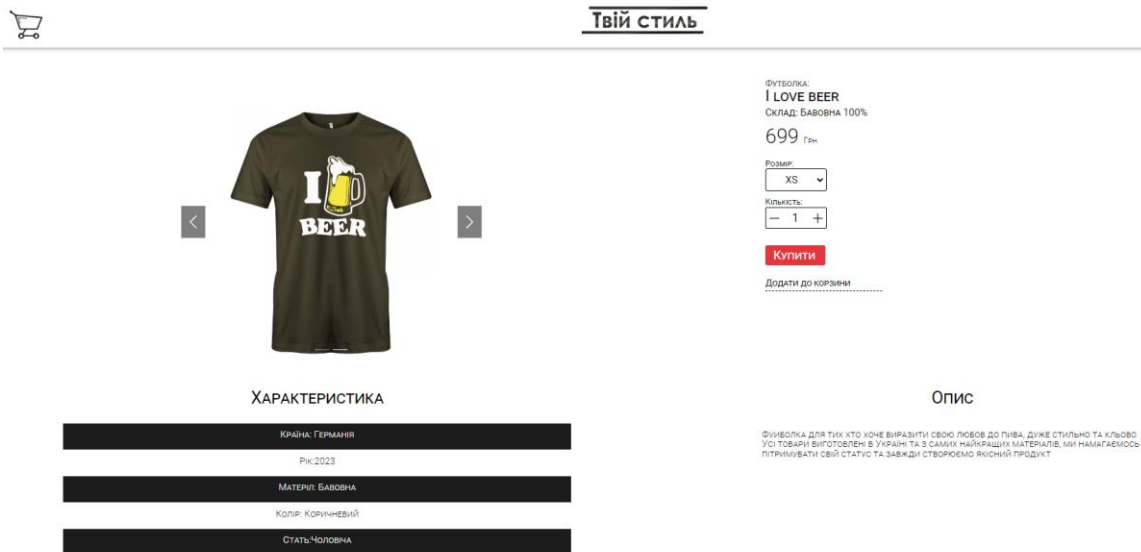 Твій стиль
Футболка:
I LOVE BEER
Склад: Бавовна 100%
699 Грн
Розмір:
XS
Кількість:
— 1 +
Купити
Додати до корзини
I
BEER
Характеристика
Країна: Германія
Рік:2023
Матеріл: Бавовна
Колір: Коричневий
Стать:Чоловіча
Опис
Фуиболка для тих хто хоче виразити свою любов до пива, дуже стильно та кльово
Усі товари виготовлені в Україні та з самих найкращих матеріалів, ми намагаємось
пітримувати свій статус та завжди створюємо якісний продукт